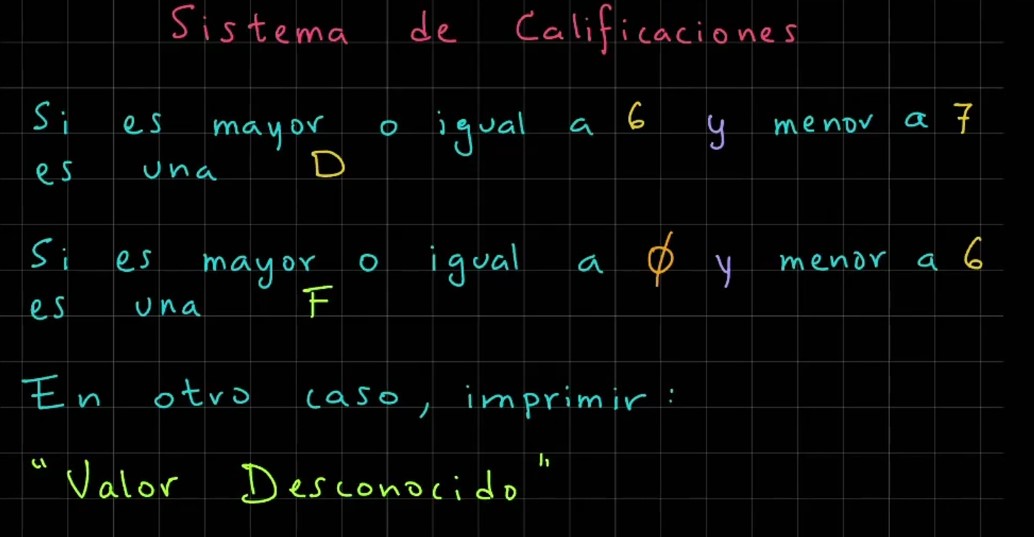 Sistema de Calificaciones
Si es mayor o igual a 6 y menor a 7
es una D
Si es mayor o igual a 0 y menor a 6
es una F
En otro caso, imprimir:
"Valor Desconocido"